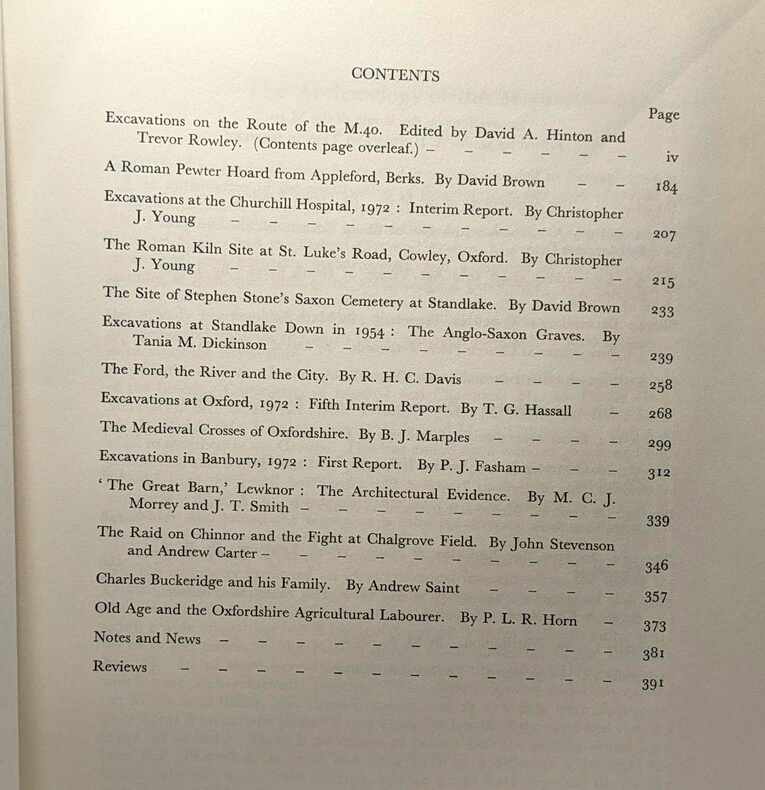 CONTENTS
Page
Excavations on the Route of the M.40. Edited by David A. Hinton and
Trevor Rowley. (Contents page overleaf.) – – – – – – iv
A Roman Pewter Hoard from Appleford, Berks. By David Brown – – 184
Excavations at the Churchill Hospital, 1972 : Interim Report. By Christopher
J. Young – – – – – – – – – – – 207
The Roman Kiln Site at St. Luke's Road, Cowley, Oxford. By Christopher
J. Young – – – – – – – – – – – 215
The Site of Stephen Stone's Saxon Cemetery at Standlake. By David Brown 233
Excavations at Standlake Down in 1954 : The Anglo-Saxon Graves. By
Tania M. Dickinson – – – – – – – – – 239
The Ford, the River and the City. By R. H. C. Davis – – – – 258
Excavations at Oxford, 1972 : Fifth Interim Report. By T. G. Hassall – 268
The Medieval Crosses of Oxfordshire. By B. J. Marples – – – – 299
Excavations in Banbury, 1972 : First Report. By P. J. Fasham – – – 312
‘ The Great Barn,’ Lewknor : The Architectural Evidence. By M. C. J.
Morrey and J. T. Smith – – – – – – – – – 339
The Raid on Chinnor and the Fight at Chalgrove Field. By John Stevenson
and Andrew Carter – – – – – – – – – – 346
Charles Buckeridge and his Family. By Andrew Saint – – – – 357
Old Age and the Oxfordshire Agricultural Labourer. By P. L. R. Horn – 373
Notes and News – – – – – – – – – – – 381
Reviews – – – – – – – – – – – – 391